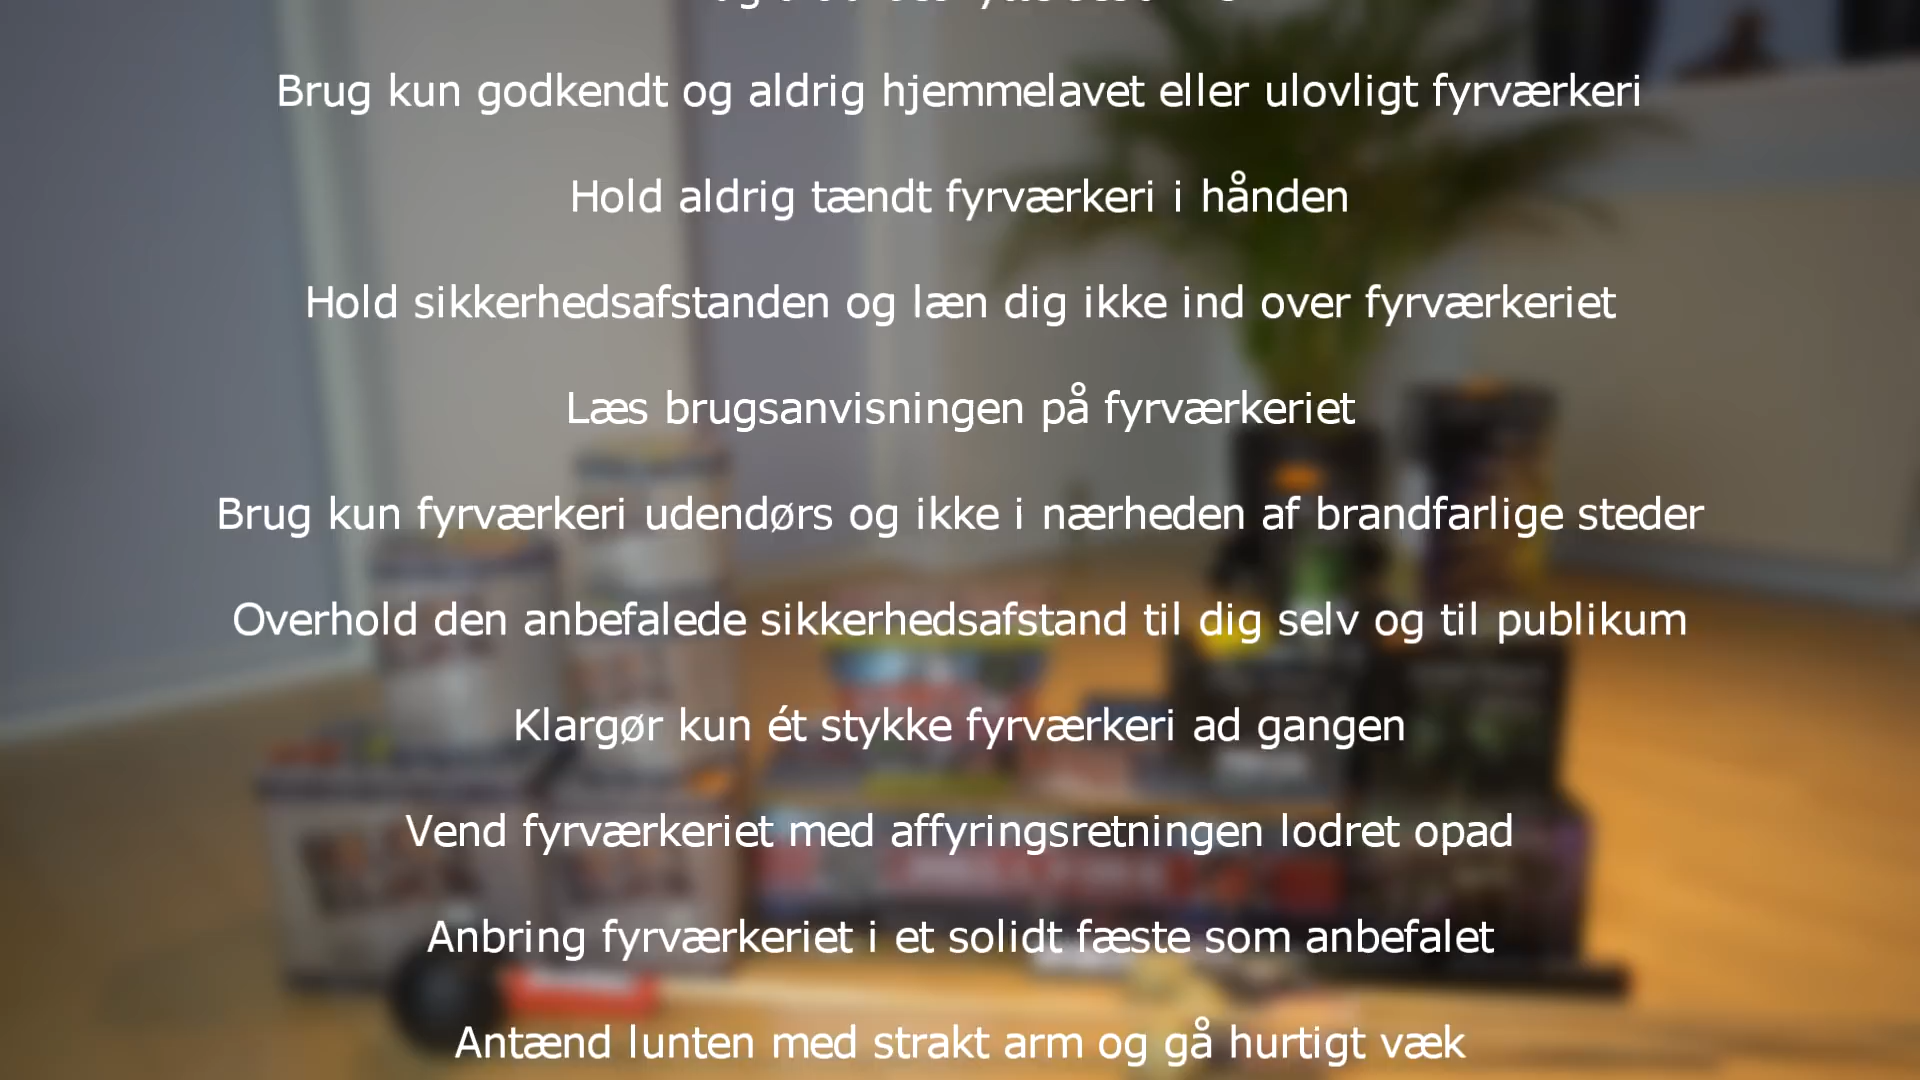 Brug kun godkendt og aldrig hjemmelavet eller ulovligt fyrværkeri
Hold aldrig tændt fyrværkeri i hånden
Hold sikkerhedsafstanden og læn dig ikke ind over fyrværkeriet
Læs brugsanvisningen på fyrværkeriet
Brug kun fyrværkeri udendørs og ikke i nærheden af brandfarlige steder
Overhold den anbefalede sikkerhedsafstand til dig selv og til publikum
Klargør kun ét stykke fyrværkeri ad gangen
Vend fyrværkeriet med affyringsretningen lodret opad
Anbring fyrværkeriet i et solidt fæste som anbefalet
Antænd lunten med strakt arm og gå hurtigt væk